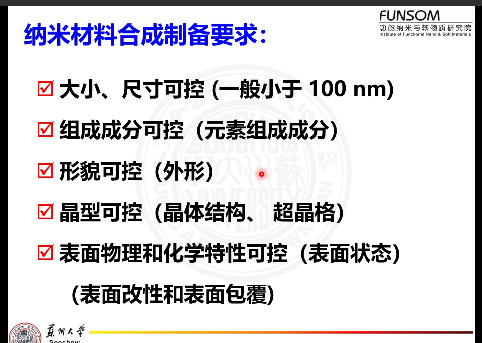 FUNSOM
功能纳米与软物质研究院
Institute of Functional Nano & Soft Materials
纳米材料合成制备要求：
大小、尺寸可控 (一般小于 100 nm)
组成成分可控（元素组成成分）
形貌可控（外形）
晶型可控（晶体结构、 超晶格）
表面物理和化学特性可控（表面状态）
（表面改性和表面包覆)
蘇州大學
Soochow